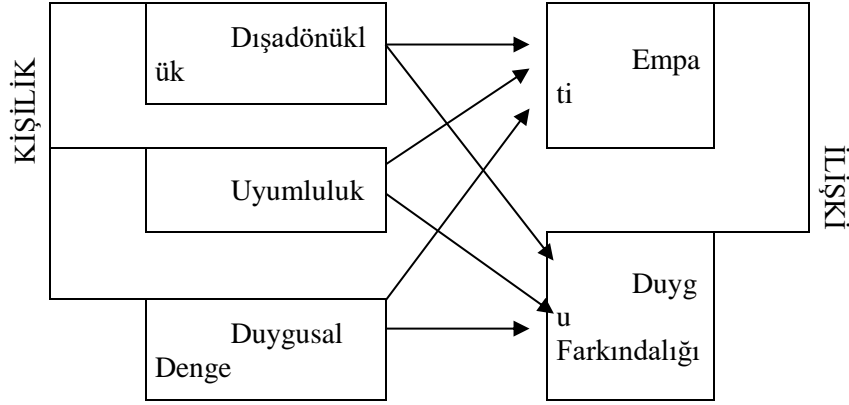 KİŞİLİK
Dışadönükl
ük
Uyumluluk
Duygusal
Denge
Empa
ti
Duyg
u
Farkındalığı
İLİŞKİ